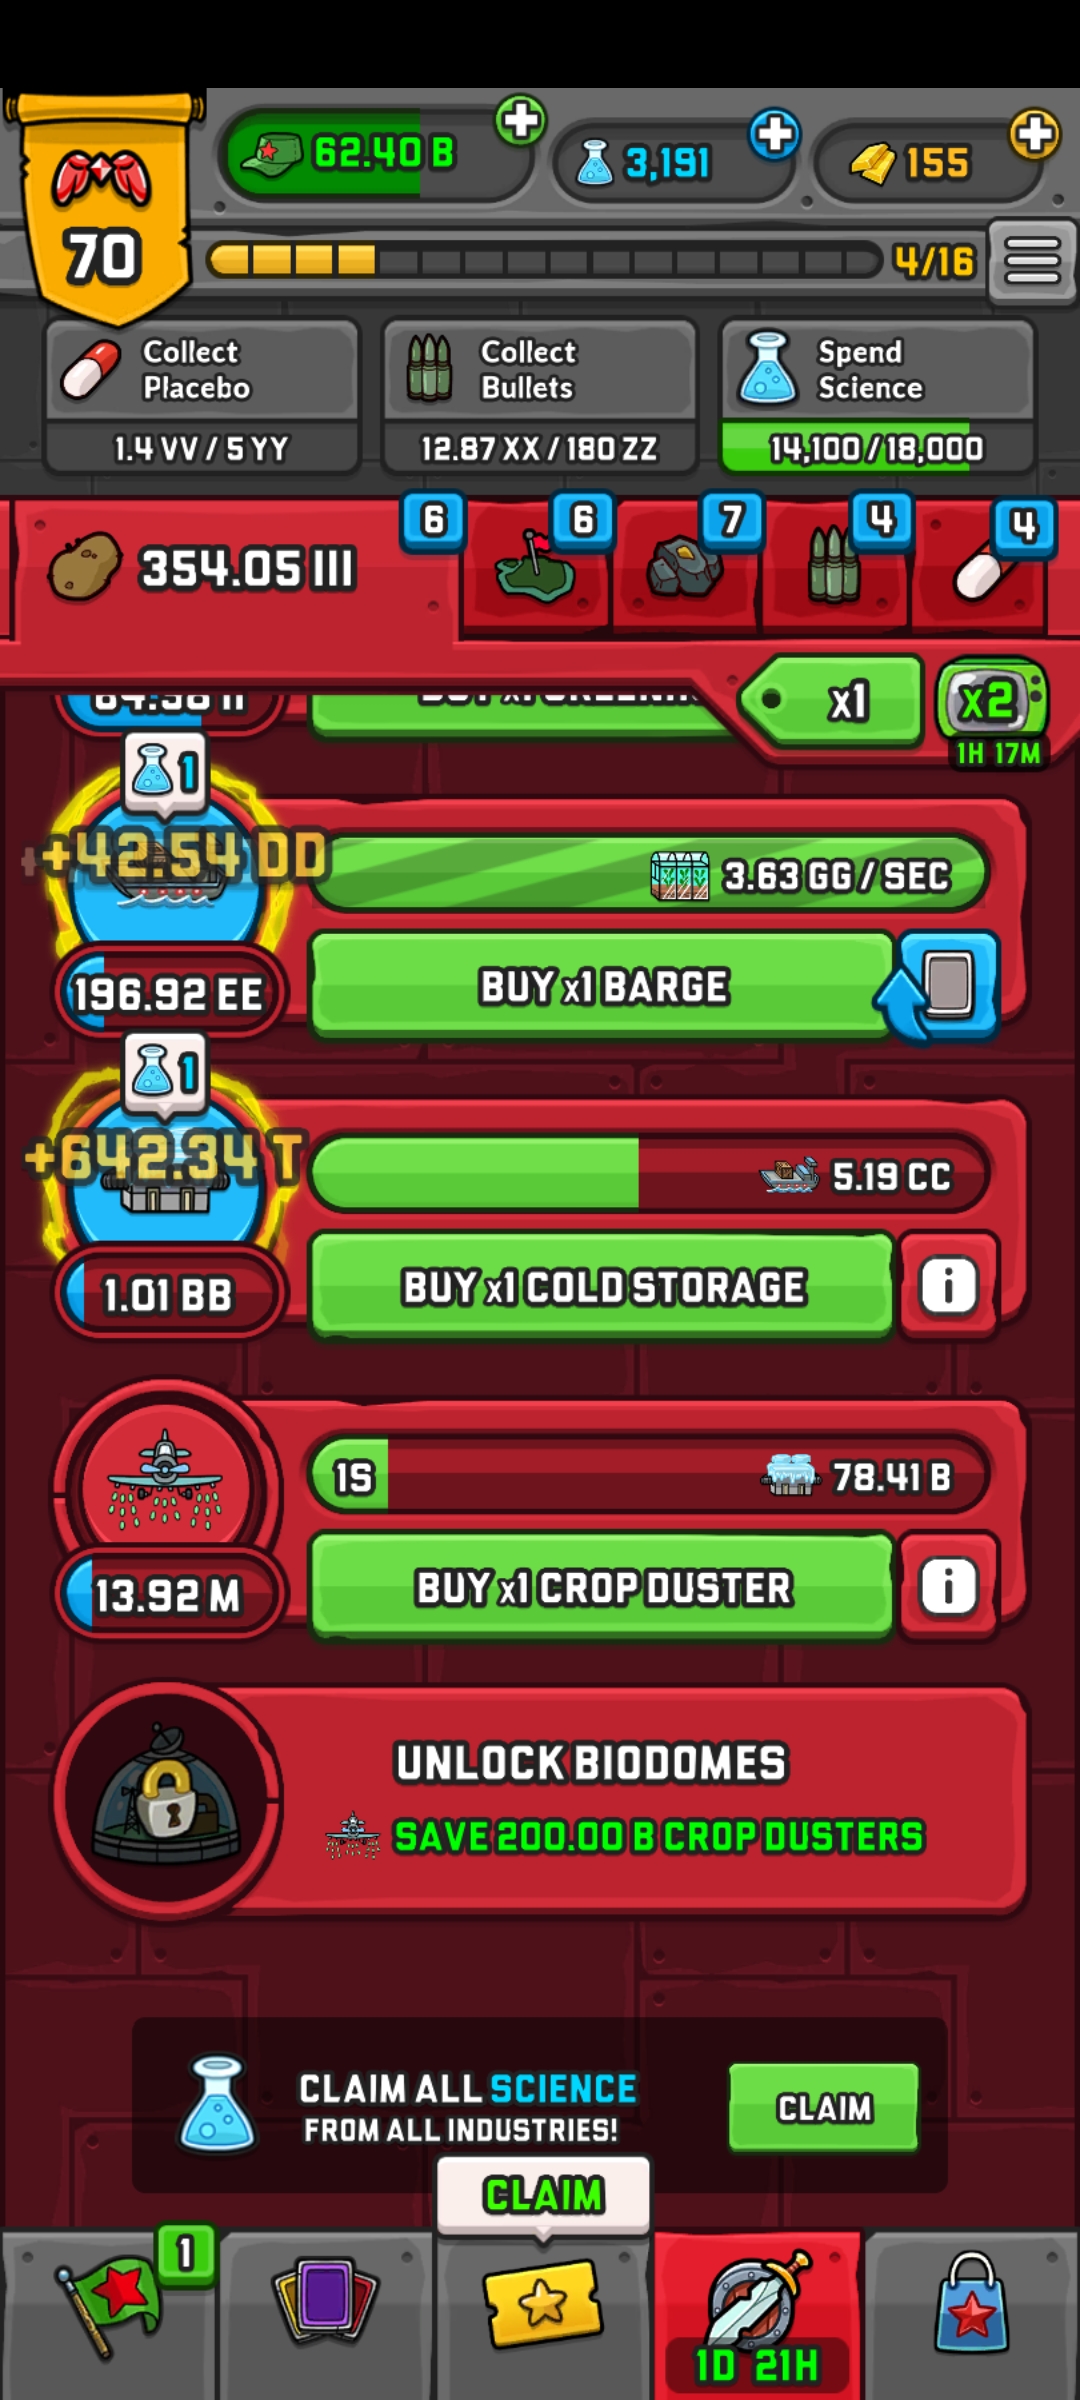 62.40 B
3,191
155
70
4/16
Collect Placebo
1.4 VV / 5 YY
Collect Bullets
12.87 XX / 180 ZZ
Spend Science
14,100 / 18,000
354.05 III
6
6
7
4
4
x1
x2
1H 17M
1
+42.54 DD
3.63 GG / SEC
196.92 EE
BUY x1 BARGE
1
+642.34 T
5.19 CC
1.01 BB
BUY x1 COLD STORAGE
i
1S
78.41 B
13.92 M
BUY x1 CROP DUSTER
i
UNLOCK BIODOMES
SAVE 200.00 B CROP DUSTERS
CLAIM ALL SCIENCE
FROM ALL INDUSTRIES!
CLAIM
CLAIM
1
1D 21H